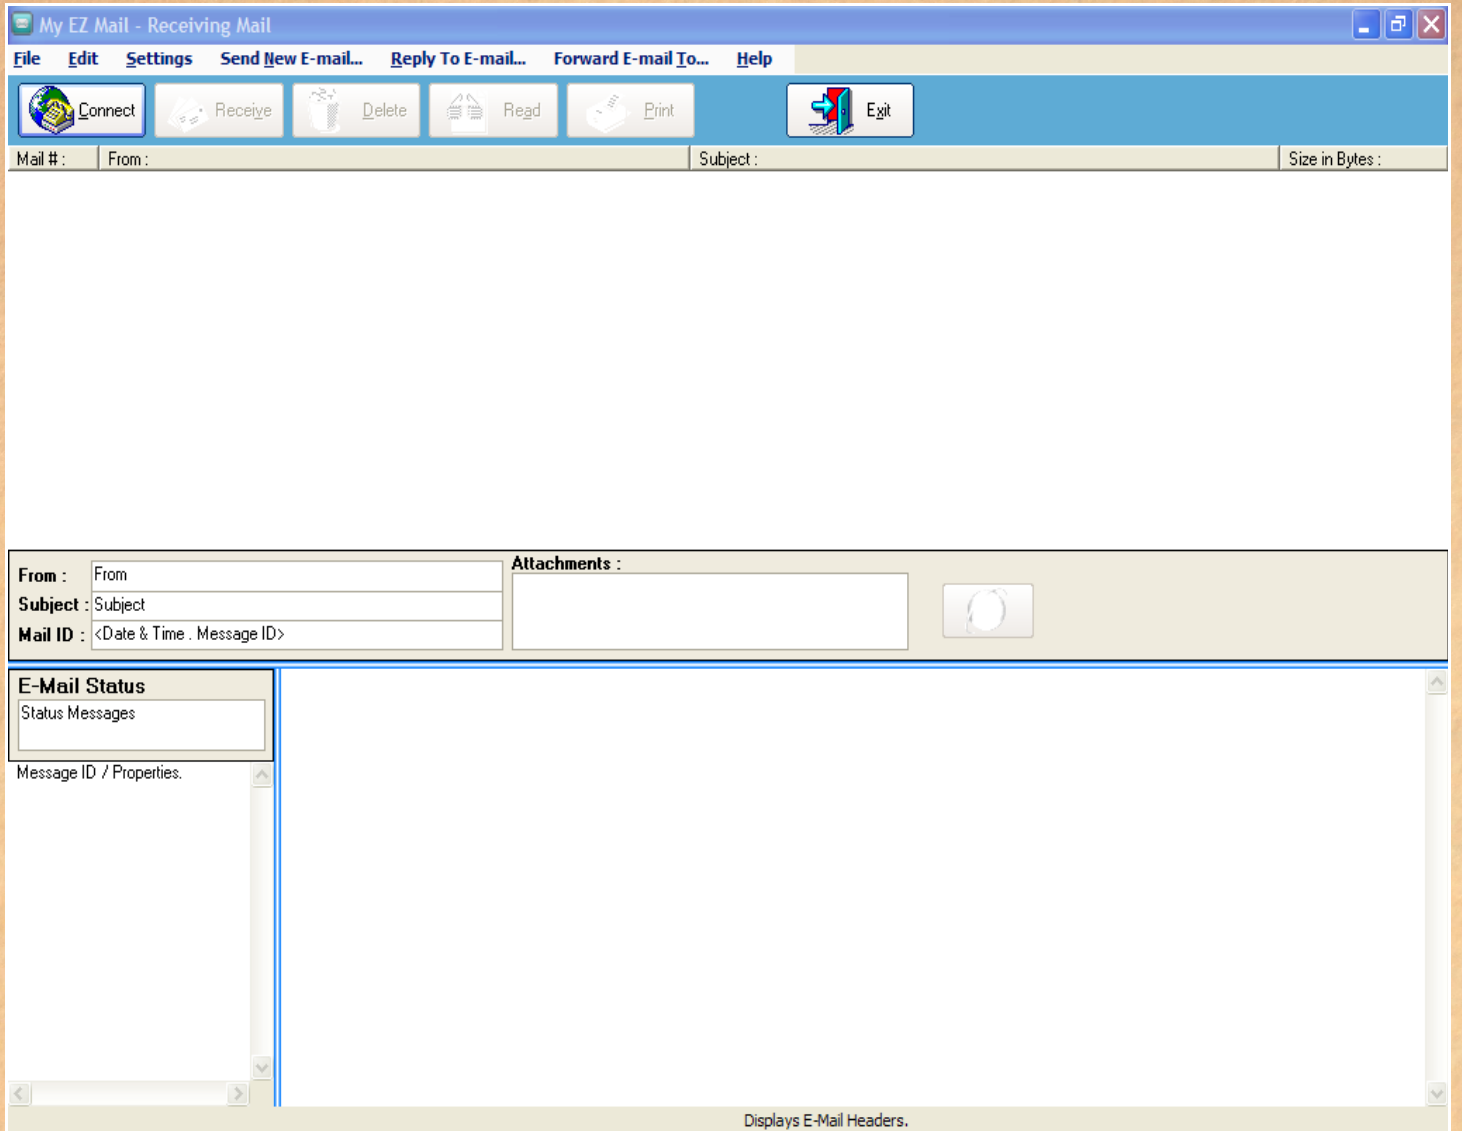 My EZ Mail - Receiving Mail
File Edit Settings Send New E-mail... Reply To E-mail... Forward E-mail To... Help
Connect Receive Delete Read Print Exit
Mail # : From : Subject : Size in Bytes :
From : From
Attachments :
Subject : Subject
Mail ID : <Date & Time . Message ID>
E-Mail Status
Status Messages
Message ID / Properties.
Displays E-Mail Headers.